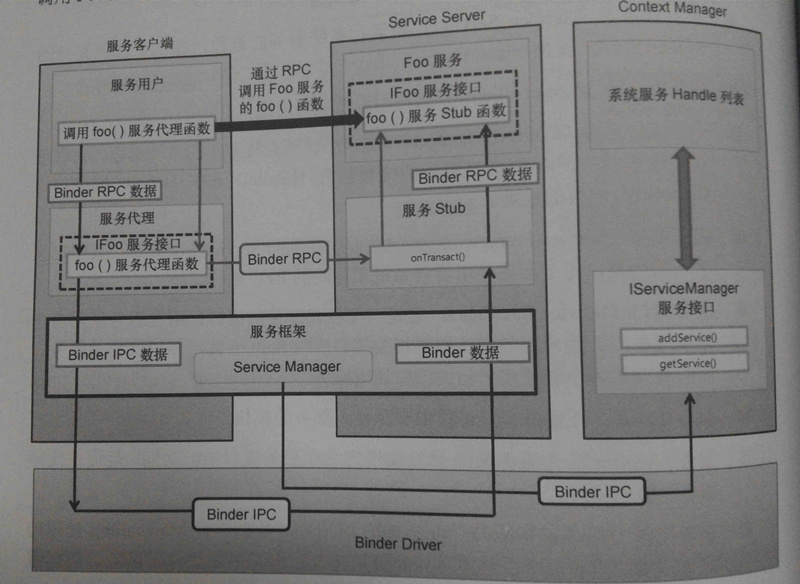 服务客户端
Service Server
Context Manager
服务用户
通过 RPC
调用 Foo 服务
的 foo ( ) 函数
Foo 服务
IFoo 服务接口
foo ( ) 服务 Stub 函数
系统服务 Handle 列表
调用 foo( ) 服务代理函数
Binder RPC 数据
Binder RPC 数据
服务代理
IFoo 服务接口
foo ( ) 服务代理函数
Binder RPC
服务 Stub
onTransact()
IServiceManager
服务接口
addService()
getService()
服务框架
Binder IPC 数据
Service Manager
Binder 数据
Binder IPC
Binder IPC
Binder Driver